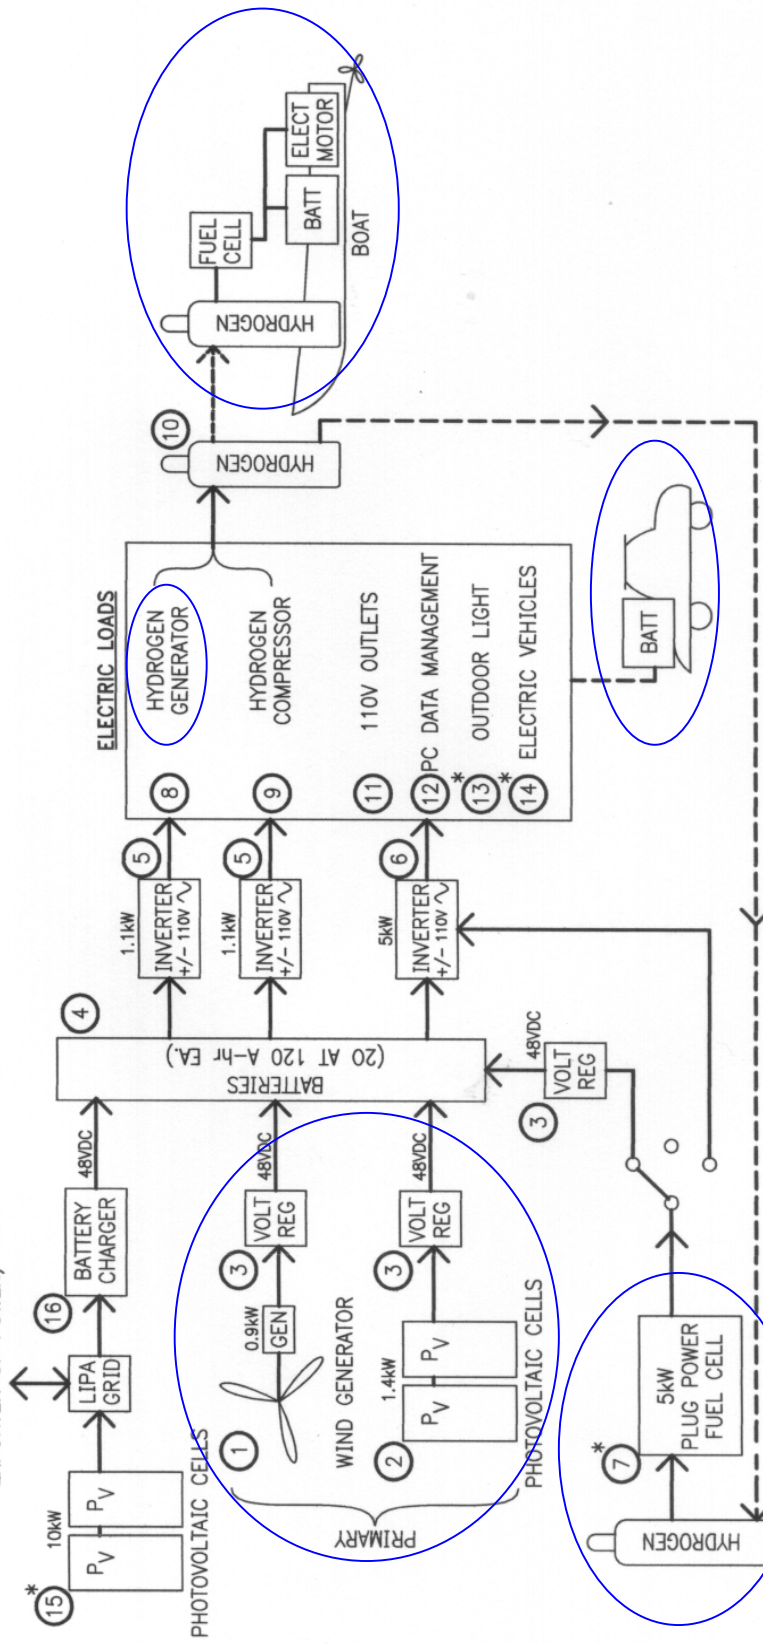 15
*
10kW
PV
PV
PHOTOVOLTAIC CELLS
LIPA
GRID
16
BATTERY
CHARGER
48VDC
PRIMARY
1
WIND GENERATOR
0.9kW
GEN
3
VOLT
REG
48VDC
2
1.4kW
PV
PV
PHOTOVOLTAIC CELLS
3
VOLT
REG
48VDC
HYDROGEN
7
*
5kW
PLUG POWER
FUEL CELL
3
VOLT
REG
48VDC
4
BATTERIES
(20 AT 120 A-hr EA.)
1.1kW
INVERTER
+/- 110V
5
1.1kW
INVERTER
+/- 110V
5
5kW
INVERTER
+/- 110V
6
ELECTRIC LOADS
8
HYDROGEN
GENERATOR
9
HYDROGEN
COMPRESSOR
11
110V OUTLETS
12
PC DATA MANAGEMENT
*
13
OUTDOOR LIGHT
*
14
ELECTRIC VEHICLES
BATT
10
HYDROGEN
HYDROGEN
FUEL
CELL
BATT
ELECT
MOTOR
BOAT